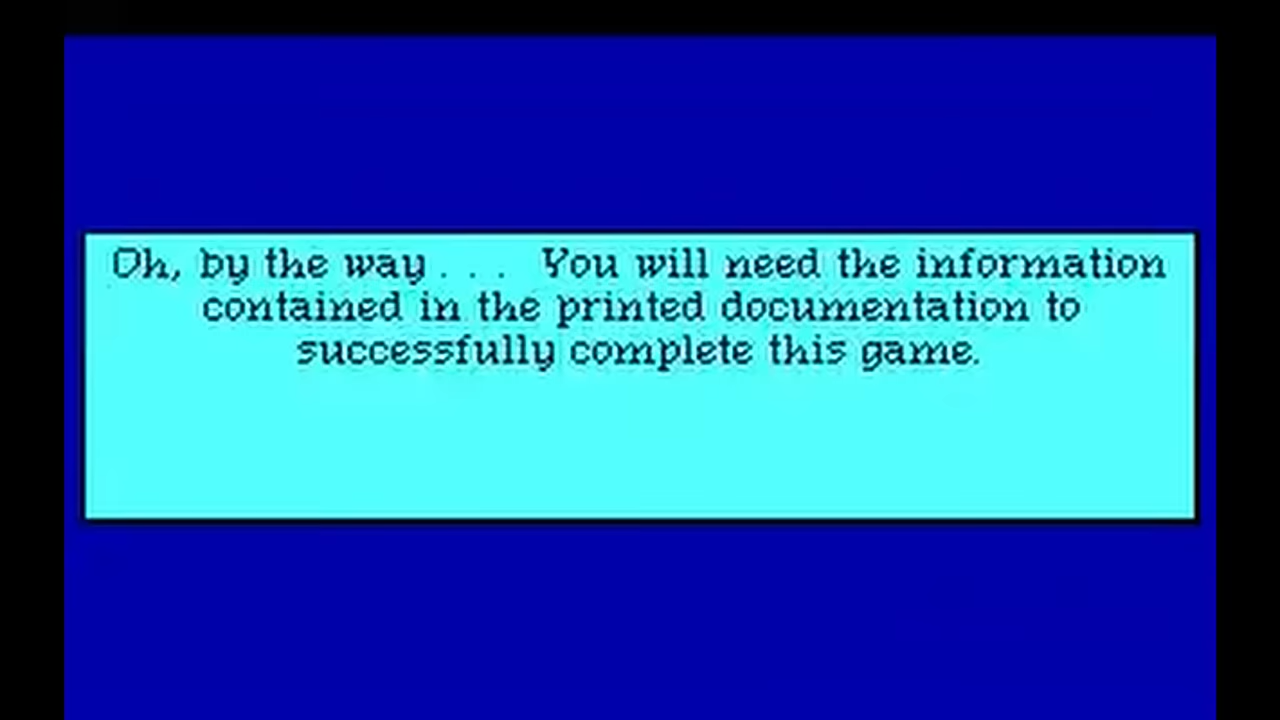 Oh, by the way . . . You will need the information
contained in the printed documentation to
successfully complete this game.